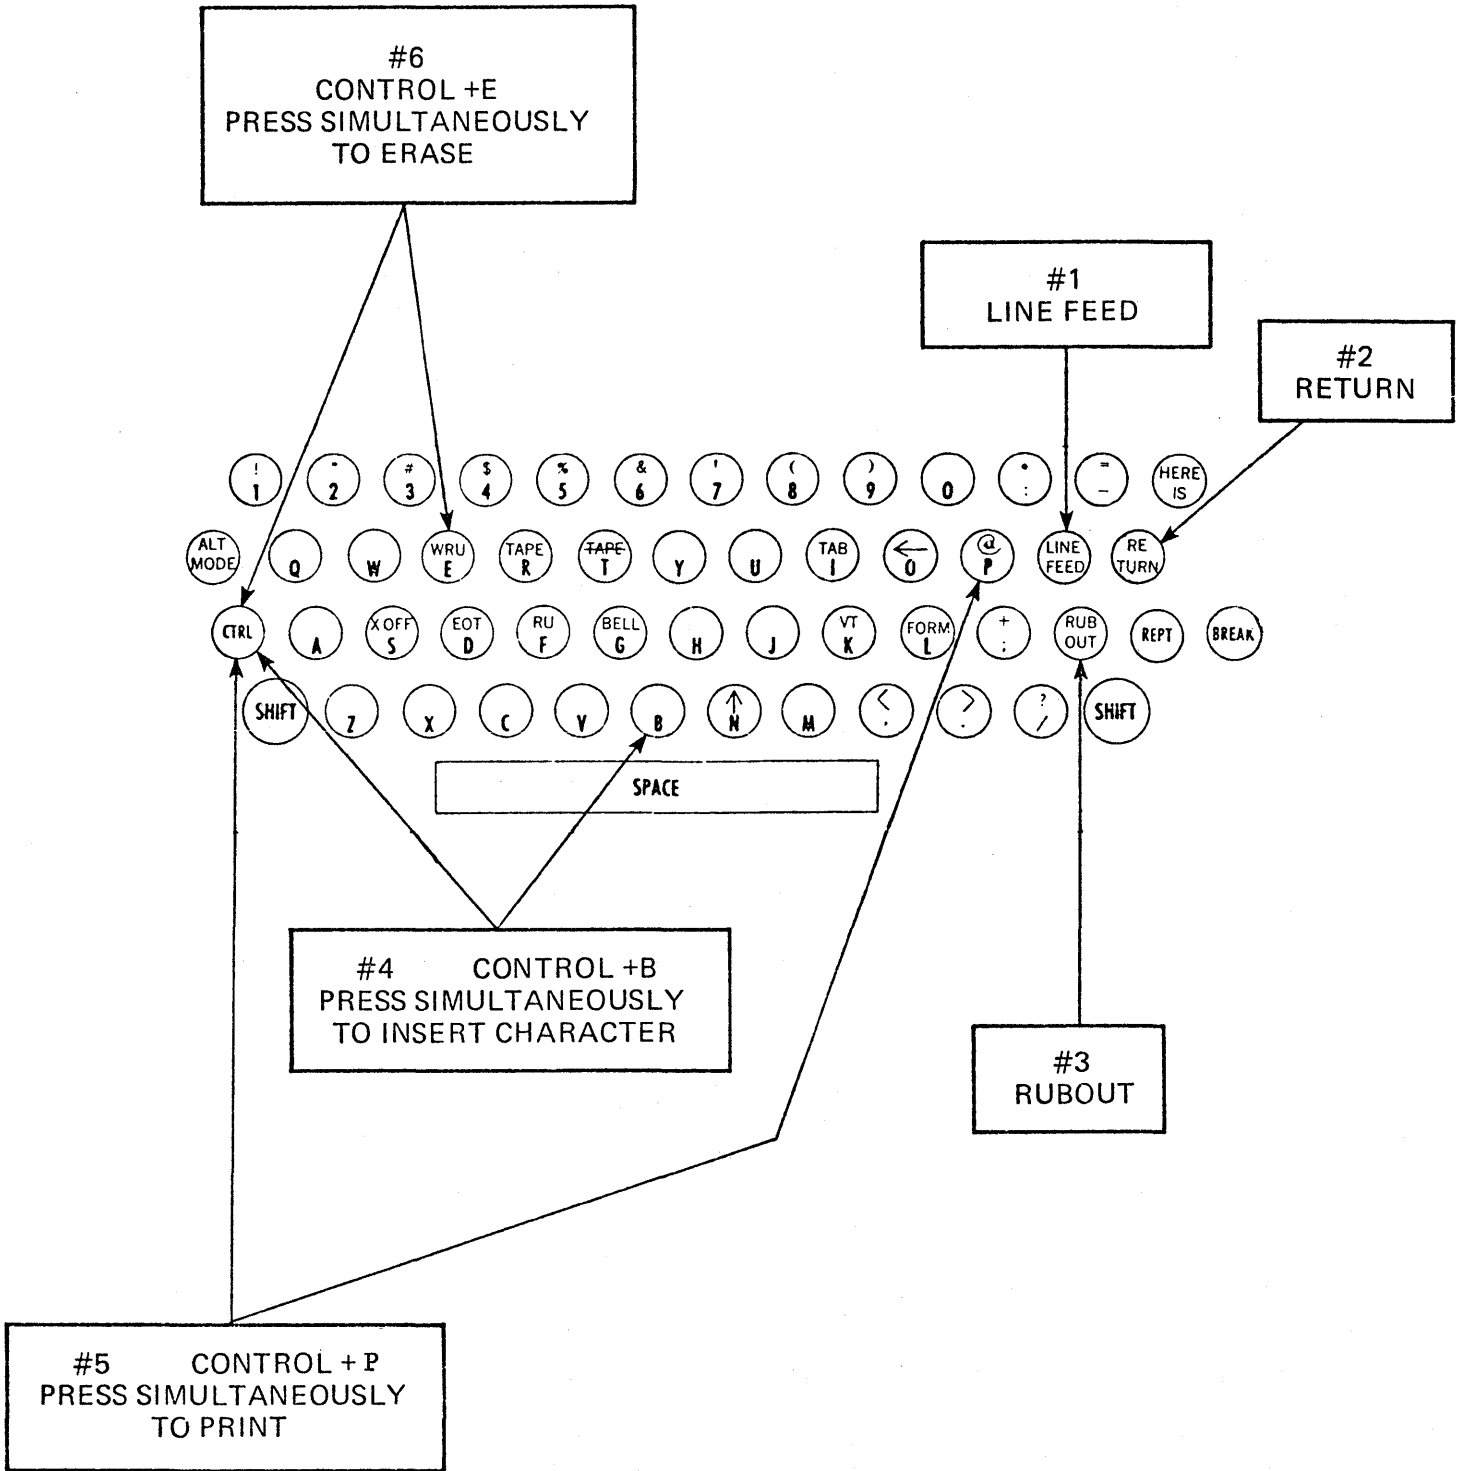 #6
CONTROL +E
PRESS SIMULTANEOUSLY
TO ERASE
#1
LINE FEED
#2
RETURN
! " # $ % & ' ( ) * =
1 2 3 4 5 6 7 8 9 0 : – HERE IS
ALT MODE Q W WRU E TAPE R TAPE T Y U TAB I ← O @ P LINE FEED RE TURN
CTRL A X OFF S EOT D RU F BELL G H J VT K FORM L + ; RUB OUT REPT BREAK
SHIFT Z X C V B ↑ N M < , > . ? / SHIFT
SPACE
#4 CONTROL +B
PRESS SIMULTANEOUSLY
TO INSERT CHARACTER
#3
RUBOUT
#5 CONTROL + P
PRESS SIMULTANEOUSLY
TO PRINT